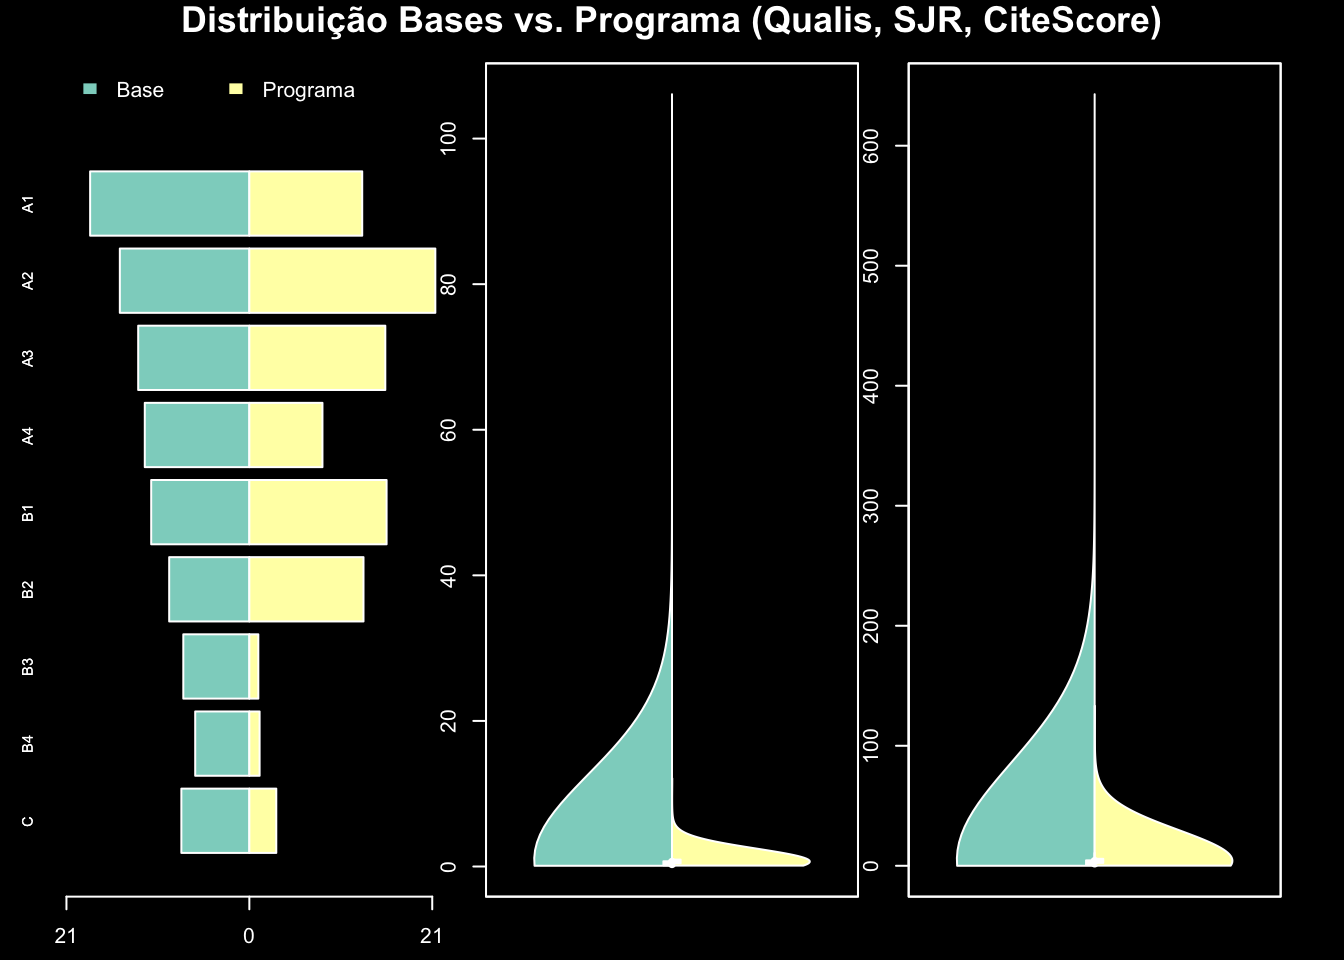 Distribuição Bases vs. Programa (Qualis, SJR, CiteScore)
Base Programa
A1
A2
A3
A4
B1
B2
B3
B4
C
21 0 21
100
80
60
40
20
0
600
500
400
300
200
100
0